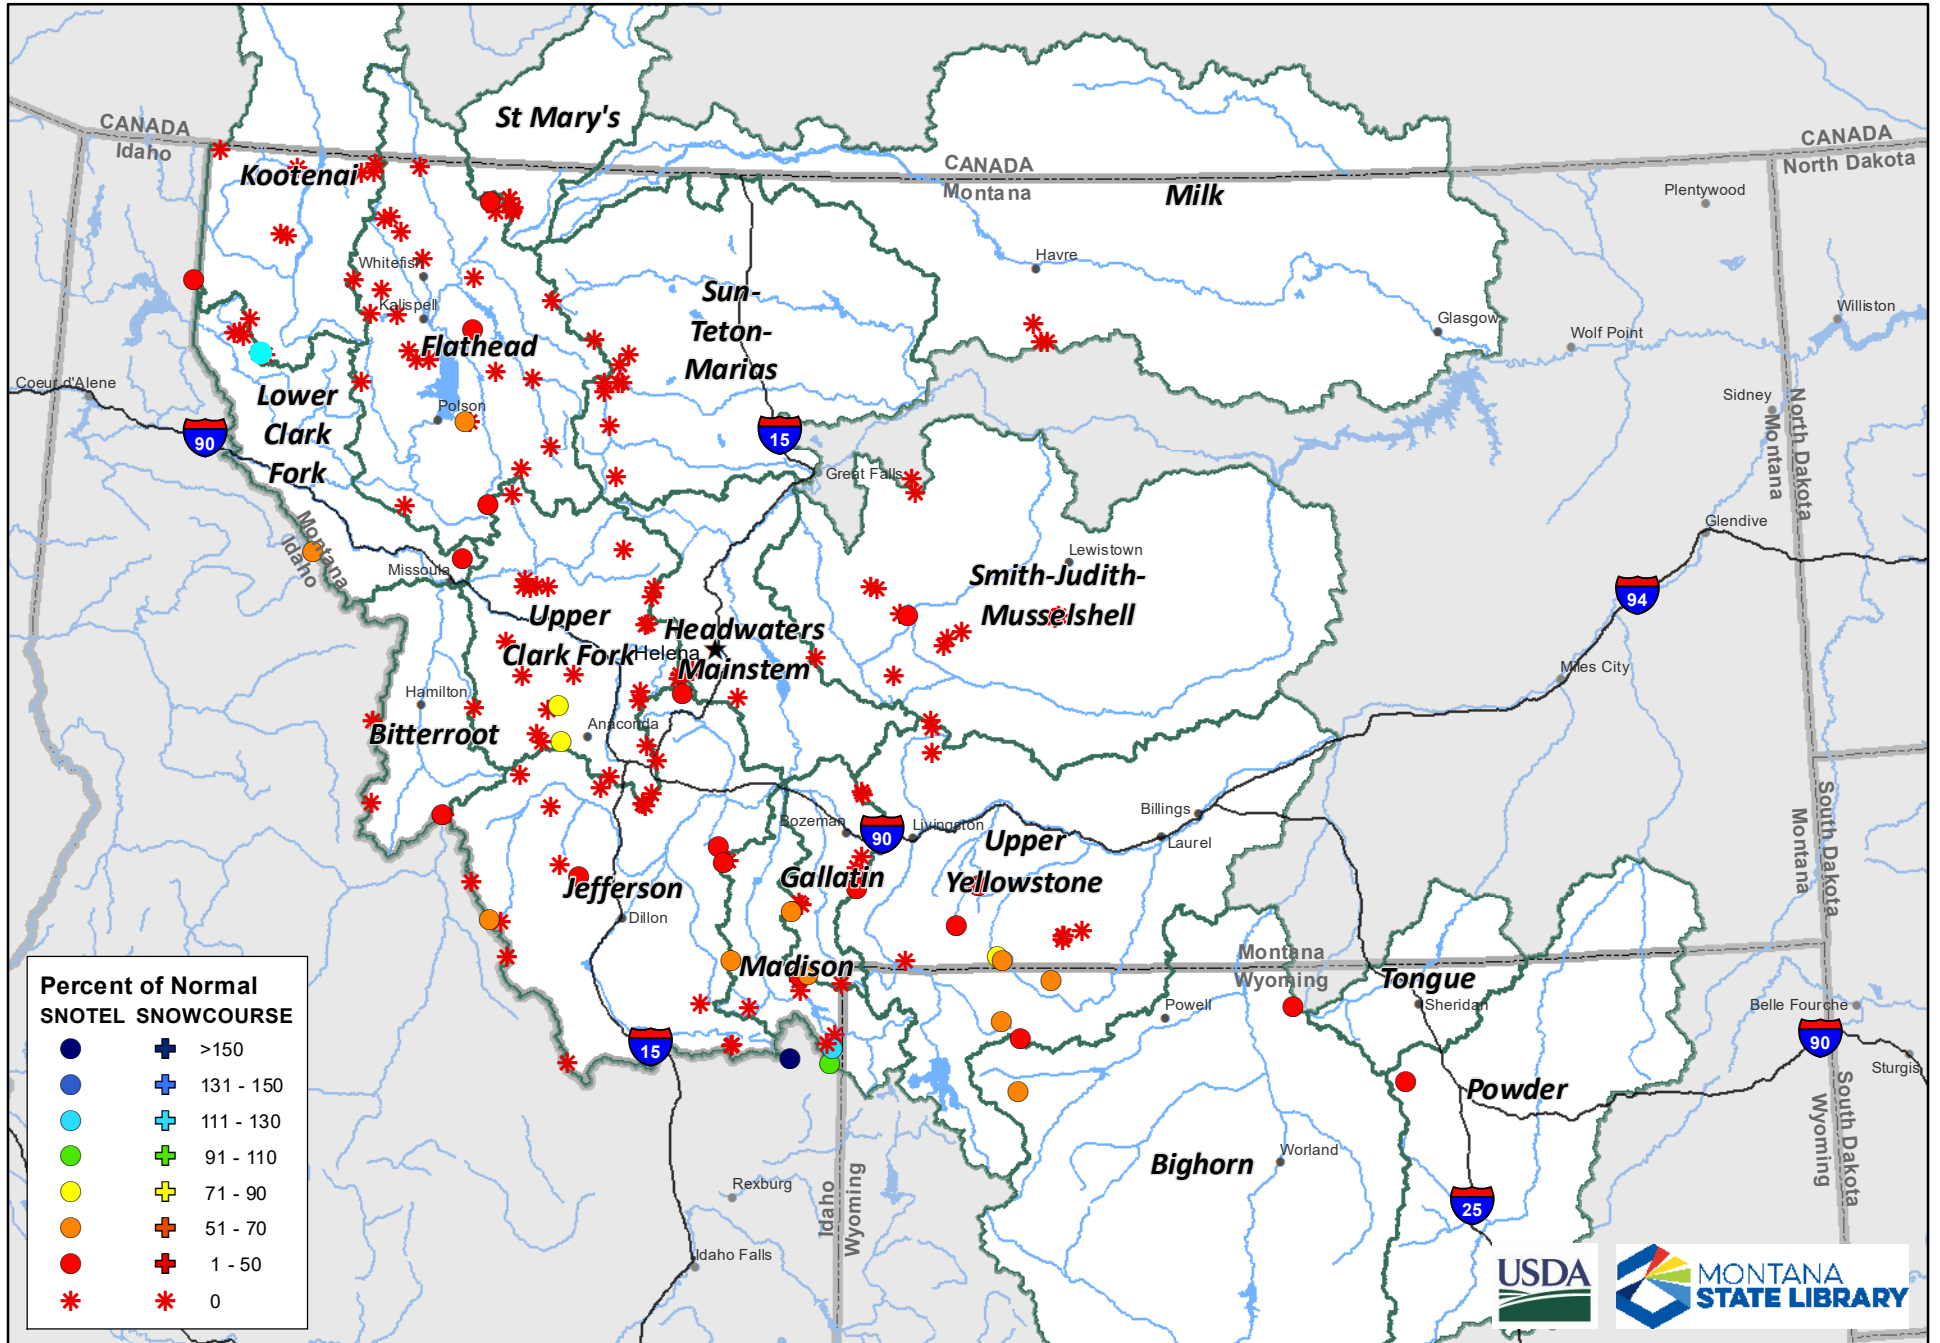 St Mary's
CANADA
Idaho
CANADA
Montana
CANADA
North Dakota
Kootenai
Milk
Plentywood
Whitefish
Havre
Kalispell
Sun-
Teton-
Marias
Glasgow
Williston
Wolf Point
Flathead
Coeur d'Alene
Lower
Clark
Fork
Polson
Sidney
North Dakota
Montana
90
15
Great Falls
Montana
Idaho
Glendive
Missoula
Lewistown
Smith-Judith-
Musselshell
94
Upper
Clark Fork
Headwaters
Mainstem
Helena
Miles City
Hamilton
Bitterroot
Anaconda
South Dakota
Montana
Billings
Bozeman
90
Livingston
Laurel
Upper
Yellowstone
Gallatin
Jefferson
Dillon
Madison
Montana
Wyoming
Tongue
Sheridan
Powell
Belle Fourche
90
Sturgis
15
Powder
South Dakota
Wyoming
Bighorn
Worland
Rexburg
Idaho
Wyoming
25
Idaho Falls
Percent of Normal
SNOTEL SNOWCOURSE
>150
131 - 150
111 - 130
91 - 110
71 - 90
51 - 70
1 - 50
0
USDA
MONTANA
STATE LIBRARY